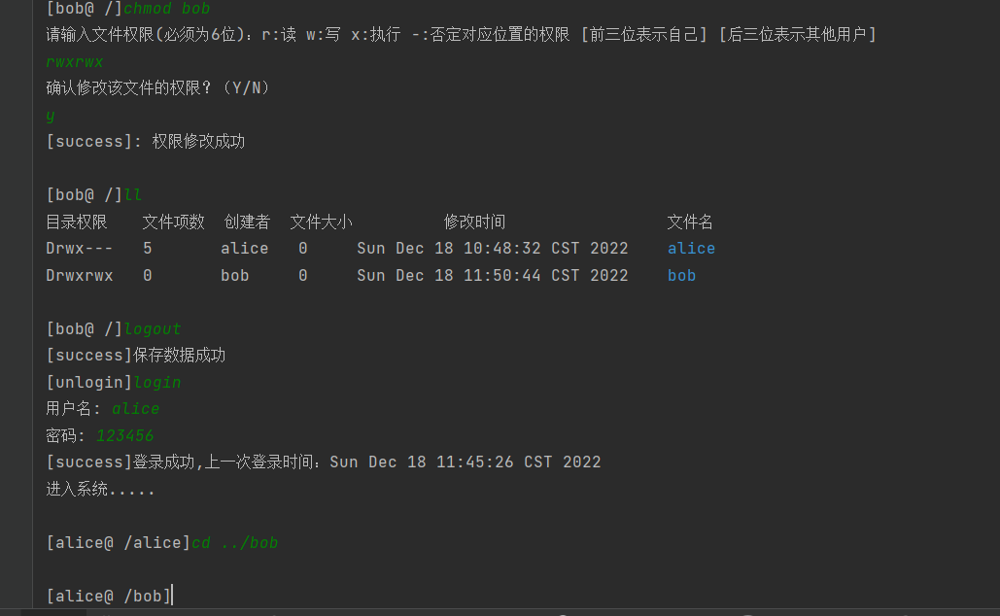 [bob@ /]chmod bob
请输入文件权限(必须为6位)：r:读 w:写 x:执行 -:否定对应位置的权限 [前三位表示自己] [后三位表示其他用户]
rwxrwx
确认修改该文件的权限？（Y/N）
y
[success]: 权限修改成功
[bob@ /]ll
目录权限 文件项数 创建者 文件大小 修改时间 文件名
Drwx--- 5 alice 0 Sun Dec 18 10:48:32 CST 2022 alice
Drwxrwx 0 bob 0 Sun Dec 18 11:50:44 CST 2022 bob
[bob@ /]logout
[success]保存数据成功
[unlogin]login
用户名: alice
密码: 123456
[success]登录成功,上一次登录时间：Sun Dec 18 11:45:26 CST 2022
进入系统.....
[alice@ /alice]cd ../bob
[alice@ /bob]